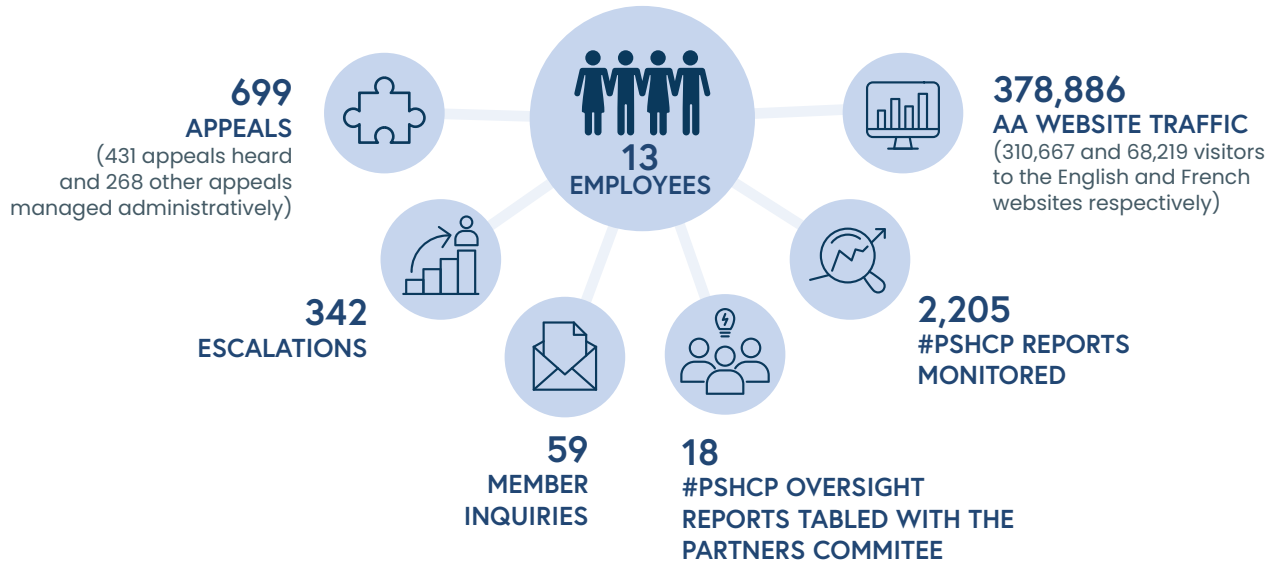 13
EMPLOYEES
699
APPEALS
(431 appeals heard
and 268 other appeals
managed administratively)
342
ESCALATIONS
59
MEMBER
INQUIRIES
18
#PSHCP OVERSIGHT
REPORTS TABLED WITH THE
PARTNERS COMMITEE
2,205
#PSHCP REPORTS
MONITORED
378,886
AA WEBSITE TRAFFIC
(310,667 and 68,219 visitors
to the English and French
websites respectively)